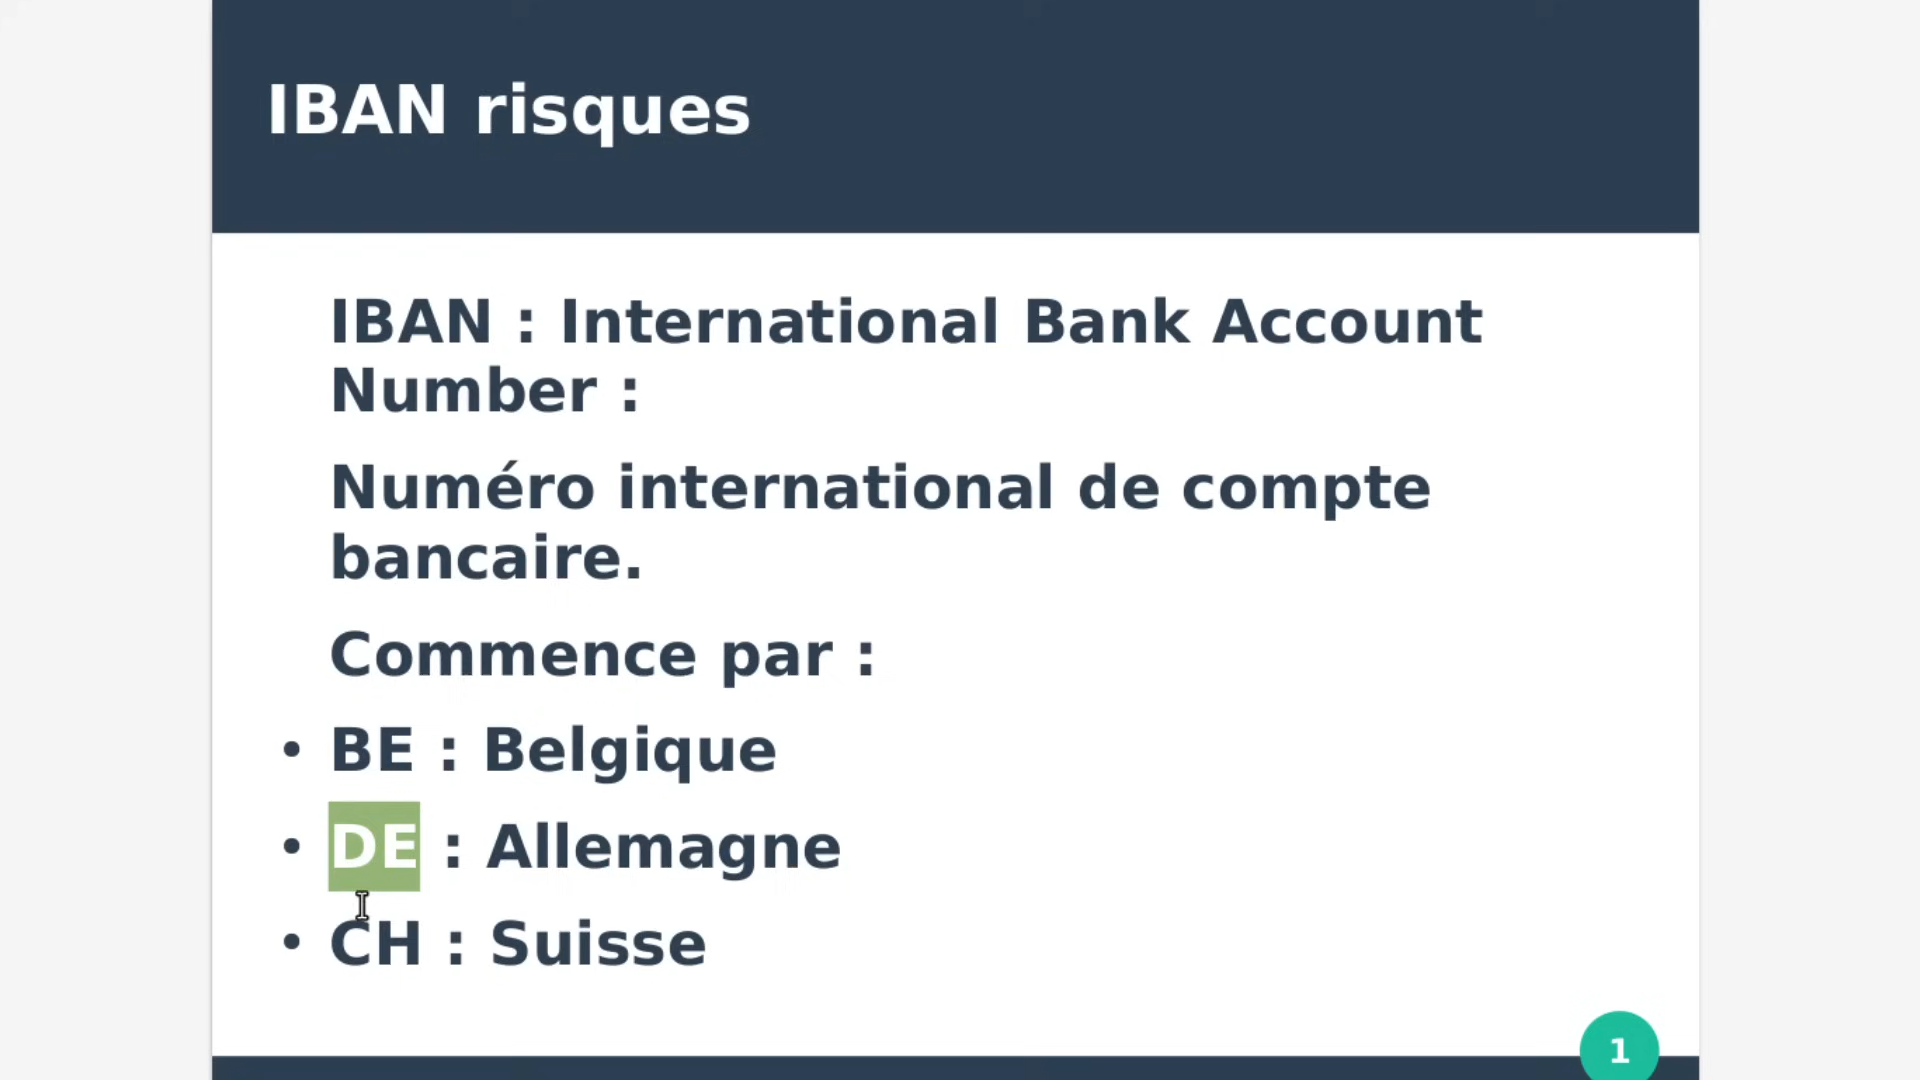 IBAN risques
IBAN : International Bank Account
Number :
Numéro international de compte
bancaire.
Commence par :
• BE : Belgique
• DE : Allemagne
• CH : Suisse
1